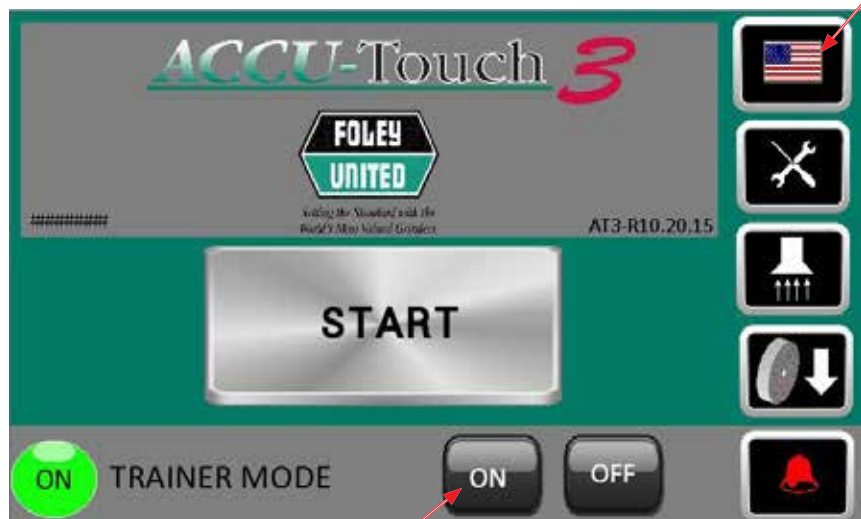 ACCU-Touch 3
FOLEY
UNITED
Setting the Standard with the
World's Most Valued Grinders
##########
AT3-R10.20.15
START
ON
TRAINER MODE
ON
OFF